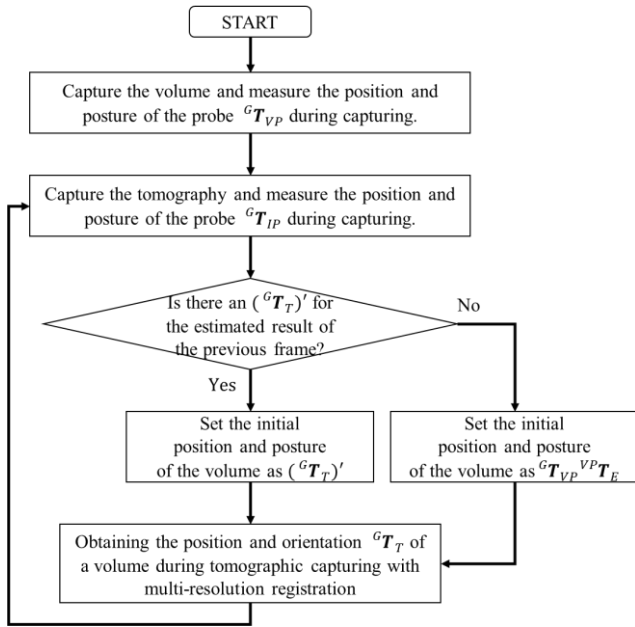 START
Capture the volume and measure the position and
posture of the probe ᴳT_VP during capturing.
Capture the tomography and measure the position and
posture of the probe ᴳT_IP during capturing.
Is there an (ᴳT_T)′ for
the estimated result of
the previous frame?
No
Yes
Set the initial
position and posture
of the volume as (ᴳT_T)′
Set the initial
position and posture
of the volume as ᴳT_VP ⱽᴾT_E
Obtaining the position and orientation ᴳT_T of
a volume during tomographic capturing with
multi-resolution registration